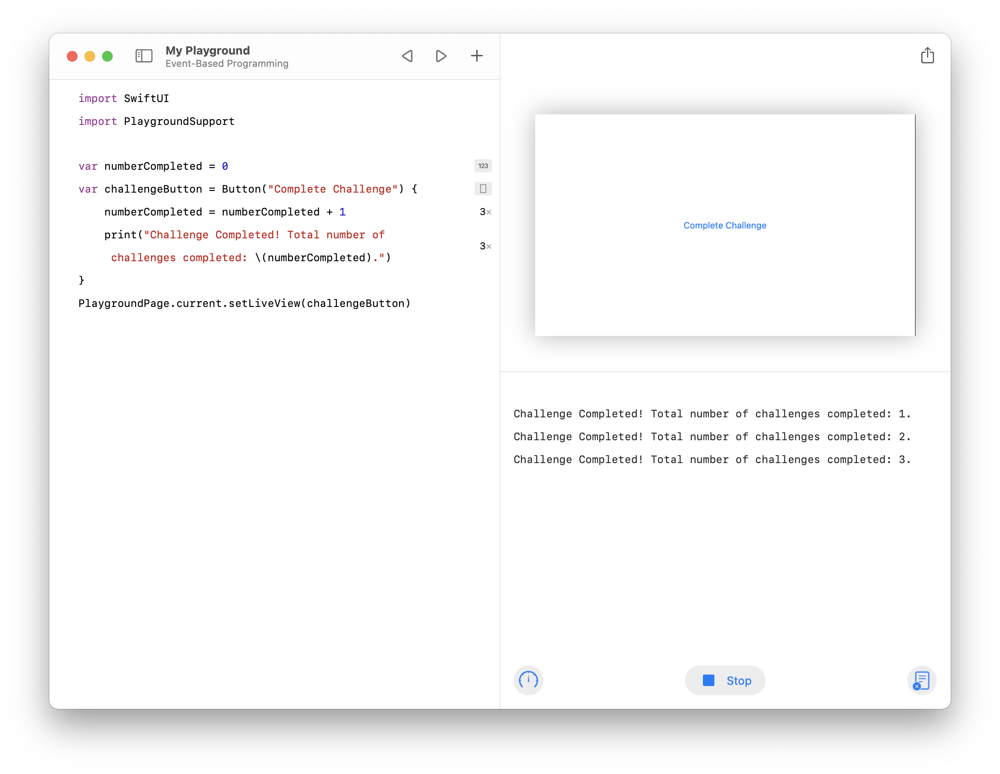 My Playground
Event-Based Programming
import SwiftUI
import PlaygroundSupport
var numberCompleted = 0
123
var challengeButton = Button("Complete Challenge") {
numberCompleted = numberCompleted + 1
3×
print("Challenge Completed! Total number of
challenges completed: \(numberCompleted).")
3×
}
PlaygroundPage.current.setLiveView(challengeButton)
Complete Challenge
Challenge Completed! Total number of challenges completed: 1.
Challenge Completed! Total number of challenges completed: 2.
Challenge Completed! Total number of challenges completed: 3.
Stop